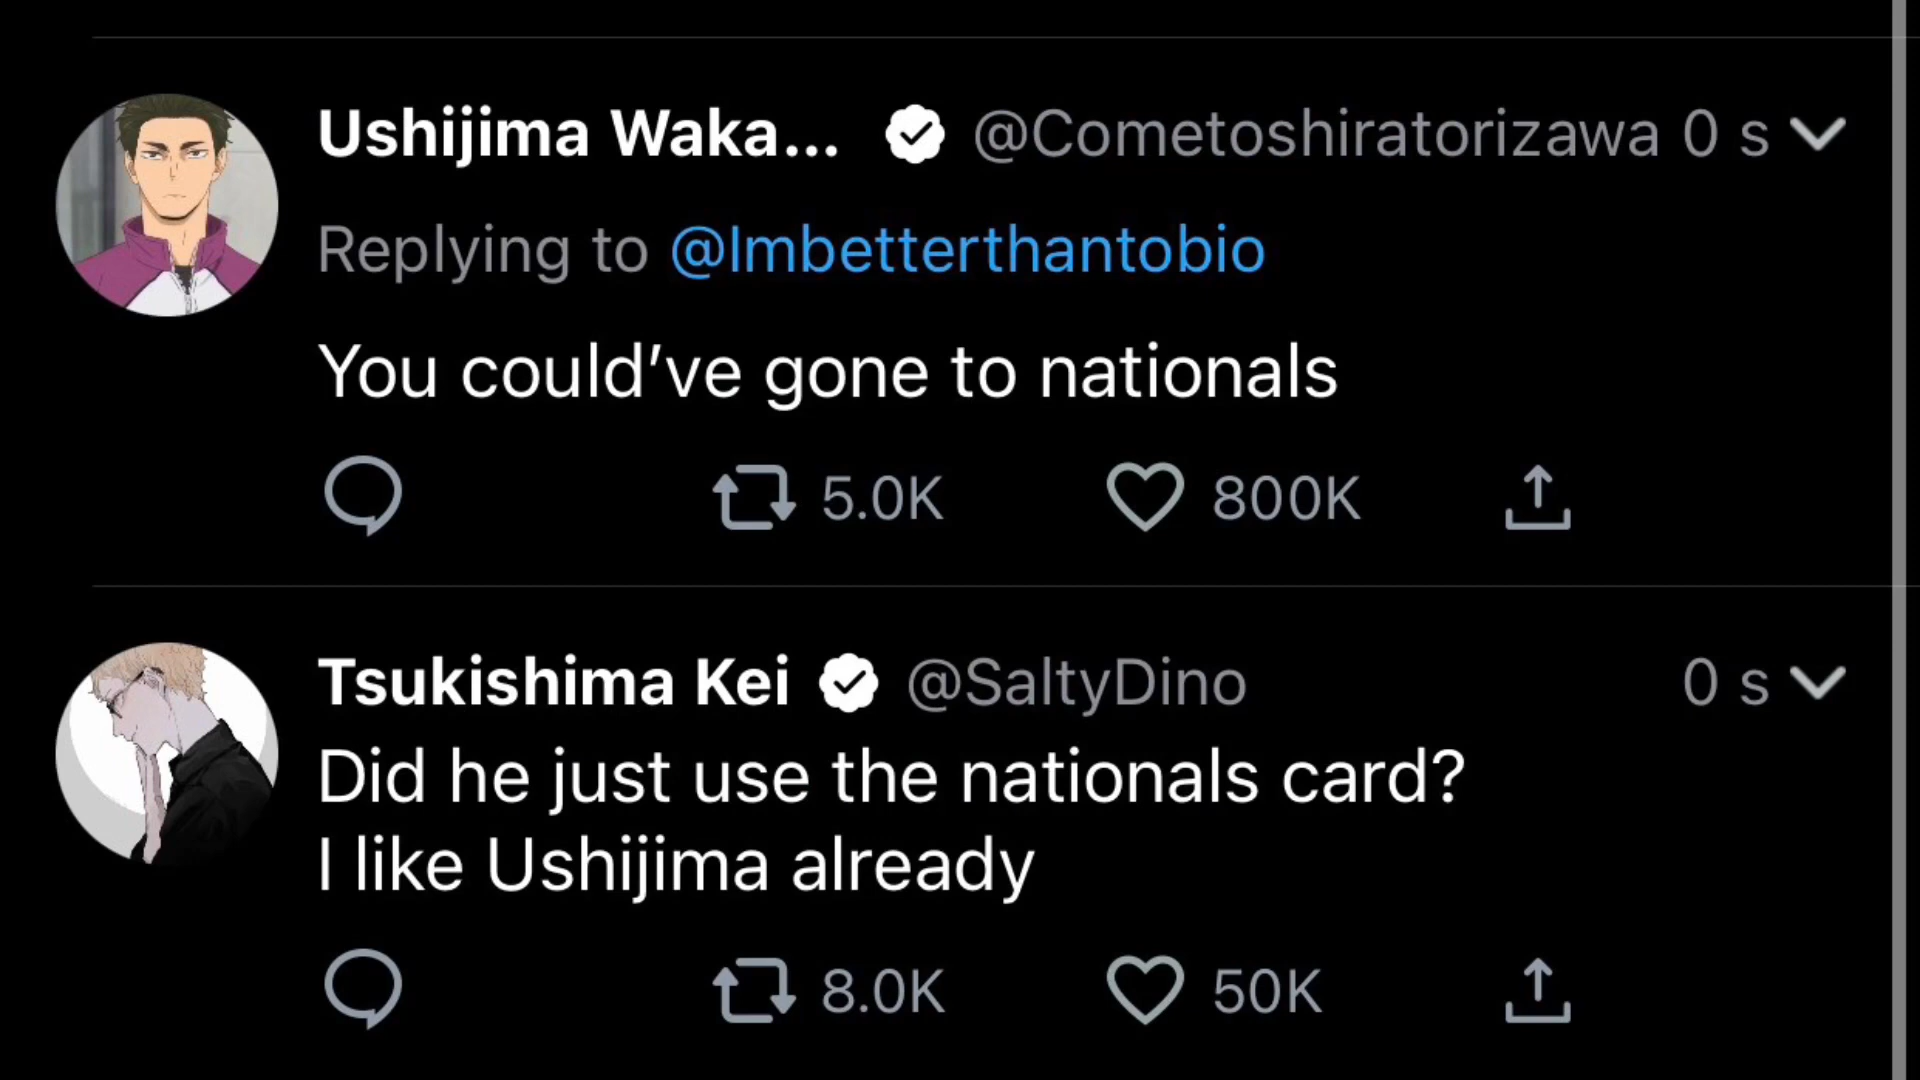 Ushijima Waka... @Cometoshiratorizawa 0 s
Replying to @Imbetterthantobio
You could’ve gone to nationals
5.0K 800K
Tsukishima Kei @SaltyDino 0 s
Did he just use the nationals card?
I like Ushijima already
8.0K 50K